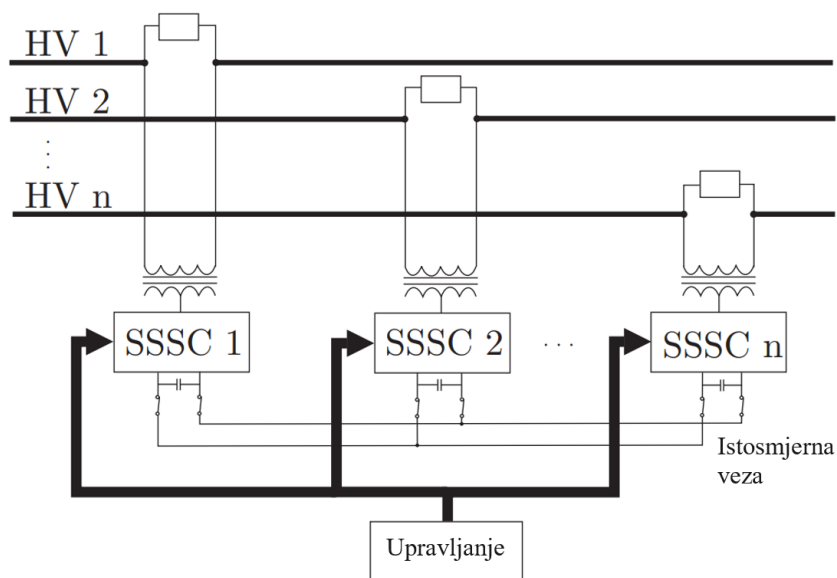 HV 1
HV 2
⋮
HV n
SSSC 1
SSSC 2
· · ·
SSSC n
Istosmjerna
veza
Upravljanje